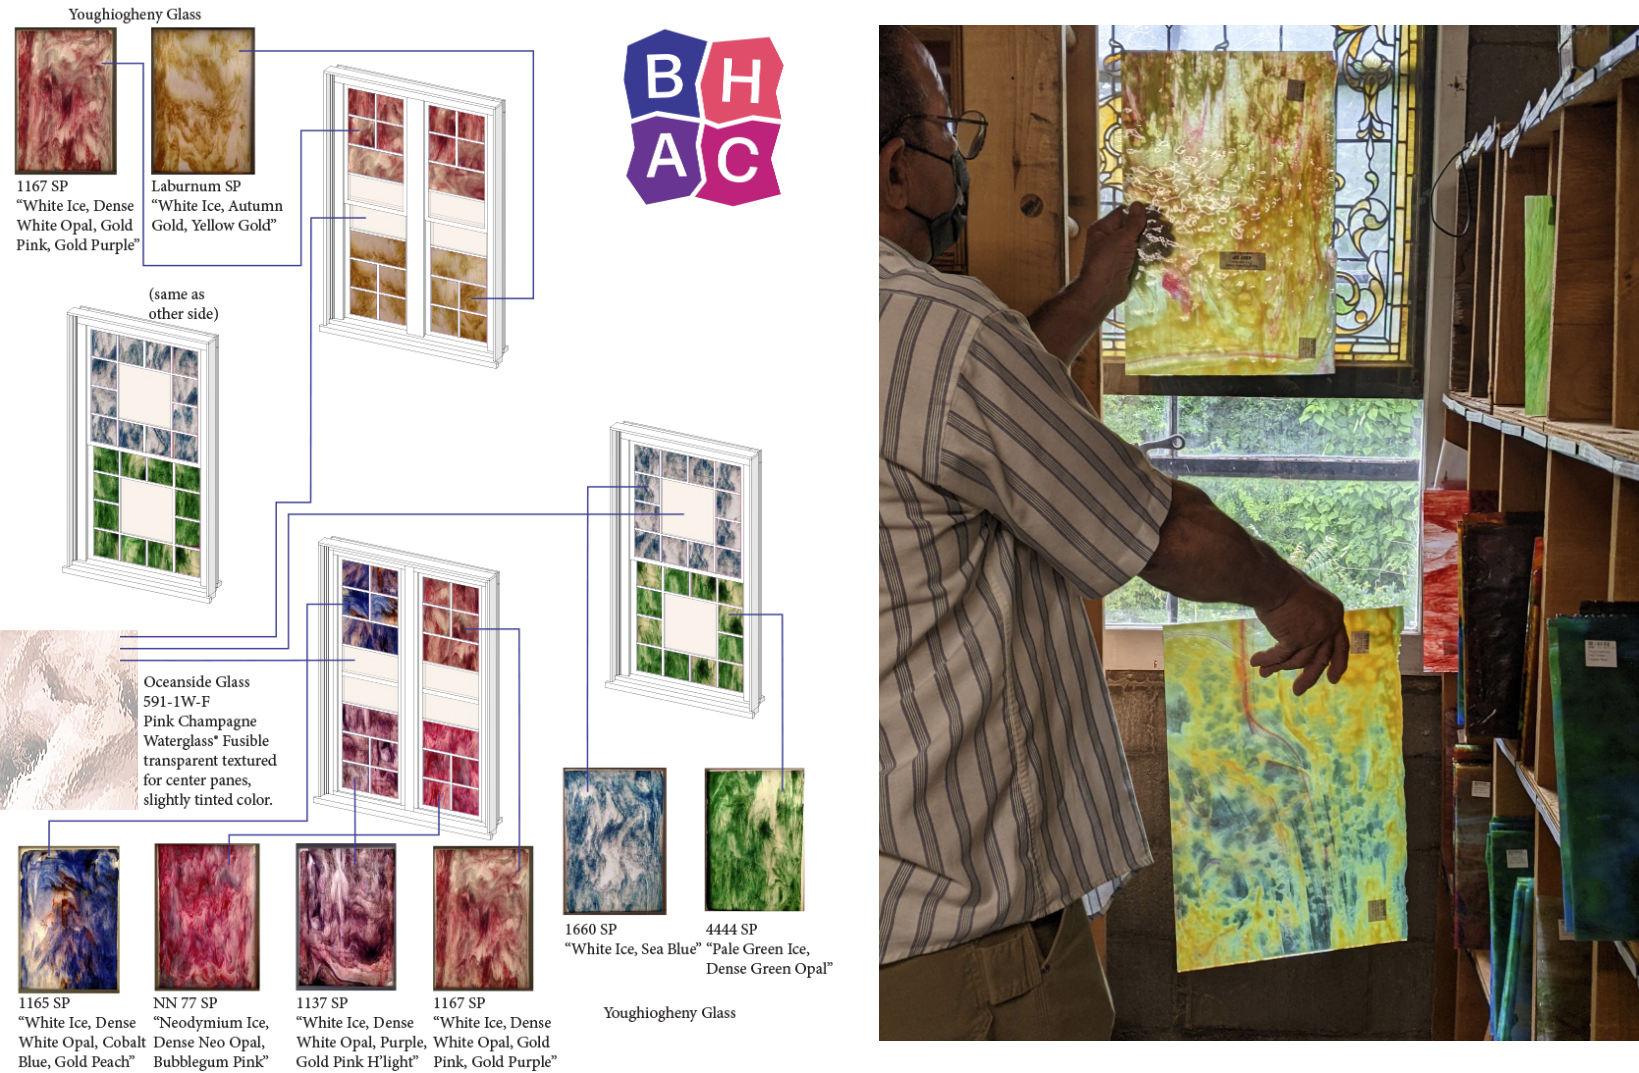 Youghiogheny Glass
1167 SP
“White Ice, Dense
White Opal, Gold
Pink, Gold Purple”
Laburnum SP
“White Ice, Autumn
Gold, Yellow Gold”
B H
A C
(same as
other side)
Oceanside Glass
591-1W-F
Pink Champagne
Waterglass® Fusible
transparent textured
for center panes,
slightly tinted color.
1660 SP
“White Ice, Sea Blue”
4444 SP
“Pale Green Ice,
Dense Green Opal”
1165 SP
“White Ice, Dense
White Opal, Cobalt
Blue, Gold Peach”
NN 77 SP
“Neodymium Ice,
Dense Neo Opal,
Bubblegum Pink”
1137 SP
“White Ice, Dense
White Opal, Purple,
Gold Pink H’light”
1167 SP
“White Ice, Dense
White Opal, Gold
Pink, Gold Purple”
Youghiogheny Glass